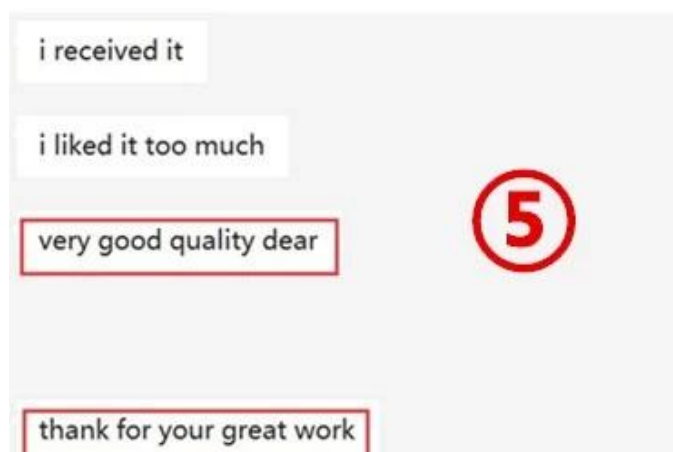 i received it
i liked it too much
very good quality dear
5
thank for your great work